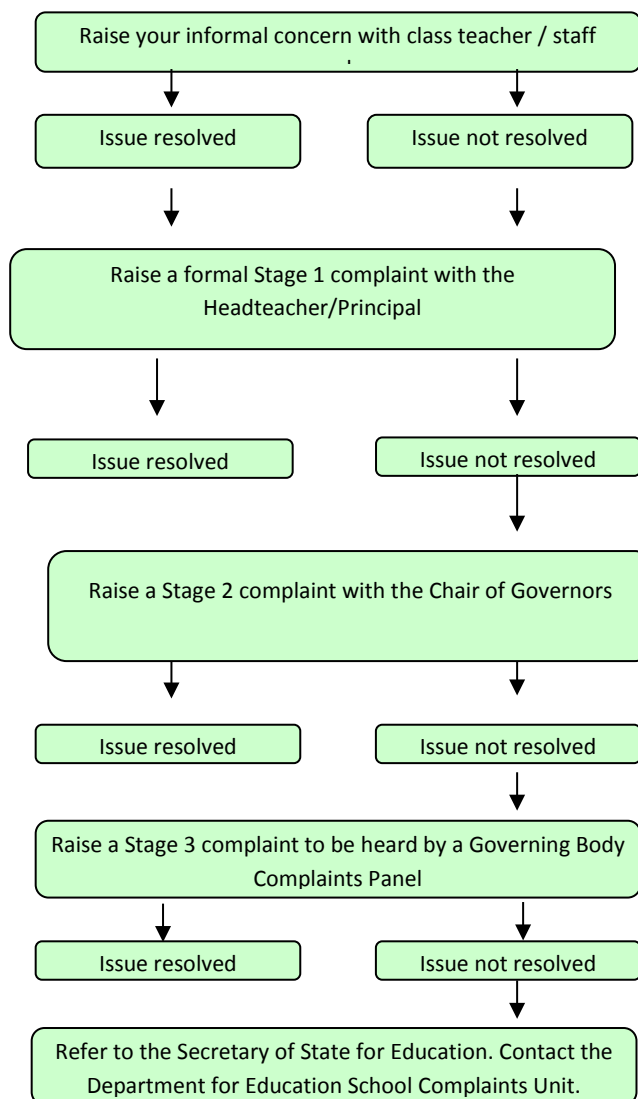 Raise your informal concern with class teacher / staff
Issue resolved
Issue not resolved
Raise a formal Stage 1 complaint with the
Headteacher/Principal
Issue resolved
Issue not resolved
Raise a Stage 2 complaint with the Chair of Governors
Issue resolved
Issue not resolved
Raise a Stage 3 complaint to be heard by a Governing Body
Complaints Panel
Issue resolved
Issue not resolved
Refer to the Secretary of State for Education. Contact the
Department for Education School Complaints Unit.